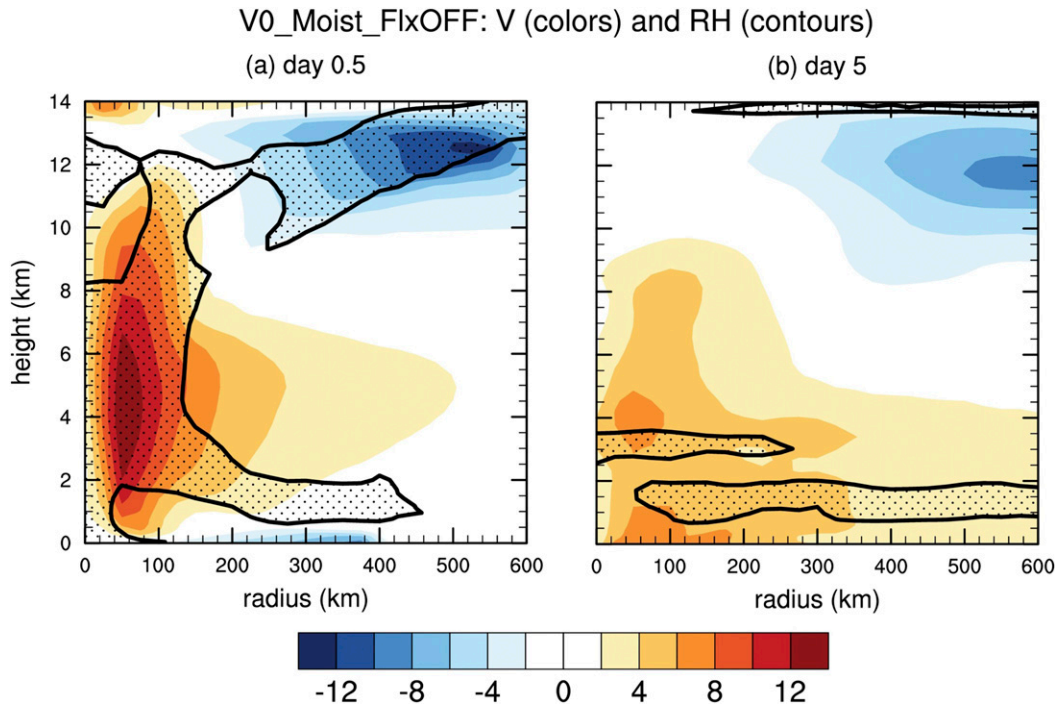 V0_Moist_FlxOFF: V (colors) and RH (contours)
(a) day 0.5
(b) day 5
14
12
10
8
6
4
2
0
height (km)
0 100 200 300 400 500 600
0 100 200 300 400 500 600
radius (km)
radius (km)
-12 -8 -4 0 4 8 12